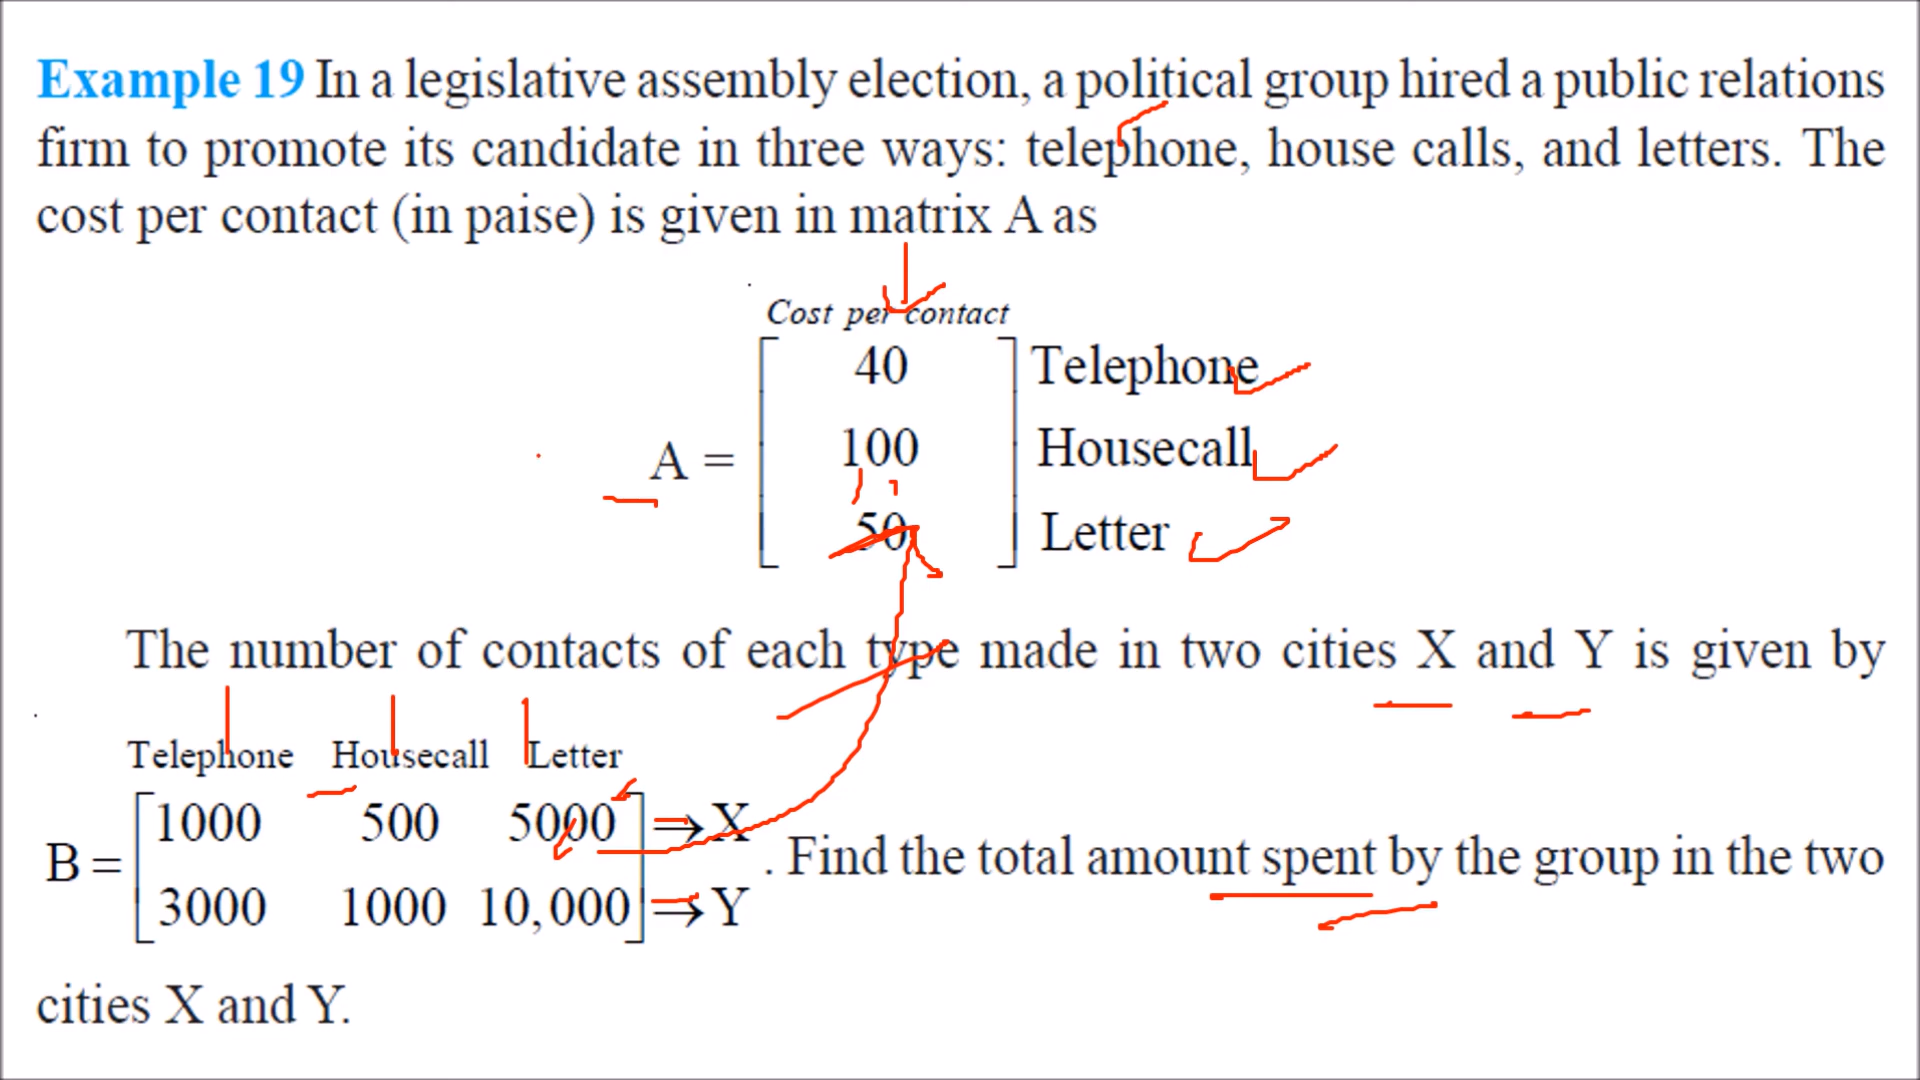 Example 19 In a legislative assembly election, a political group hired a public relations
firm to promote its candidate in three ways: telephone, house calls, and letters. The
cost per contact (in paise) is given in matrix A as
Cost per contact
40 Telephone
A = 100 Housecall
50 Letter
The number of contacts of each type made in two cities X and Y is given by
Telephone Housecall Letter
1000 500 5000 ⇒ X
B = . Find the total amount spent by the group in the two
3000 1000 10,000 ⇒ Y
cities X and Y.